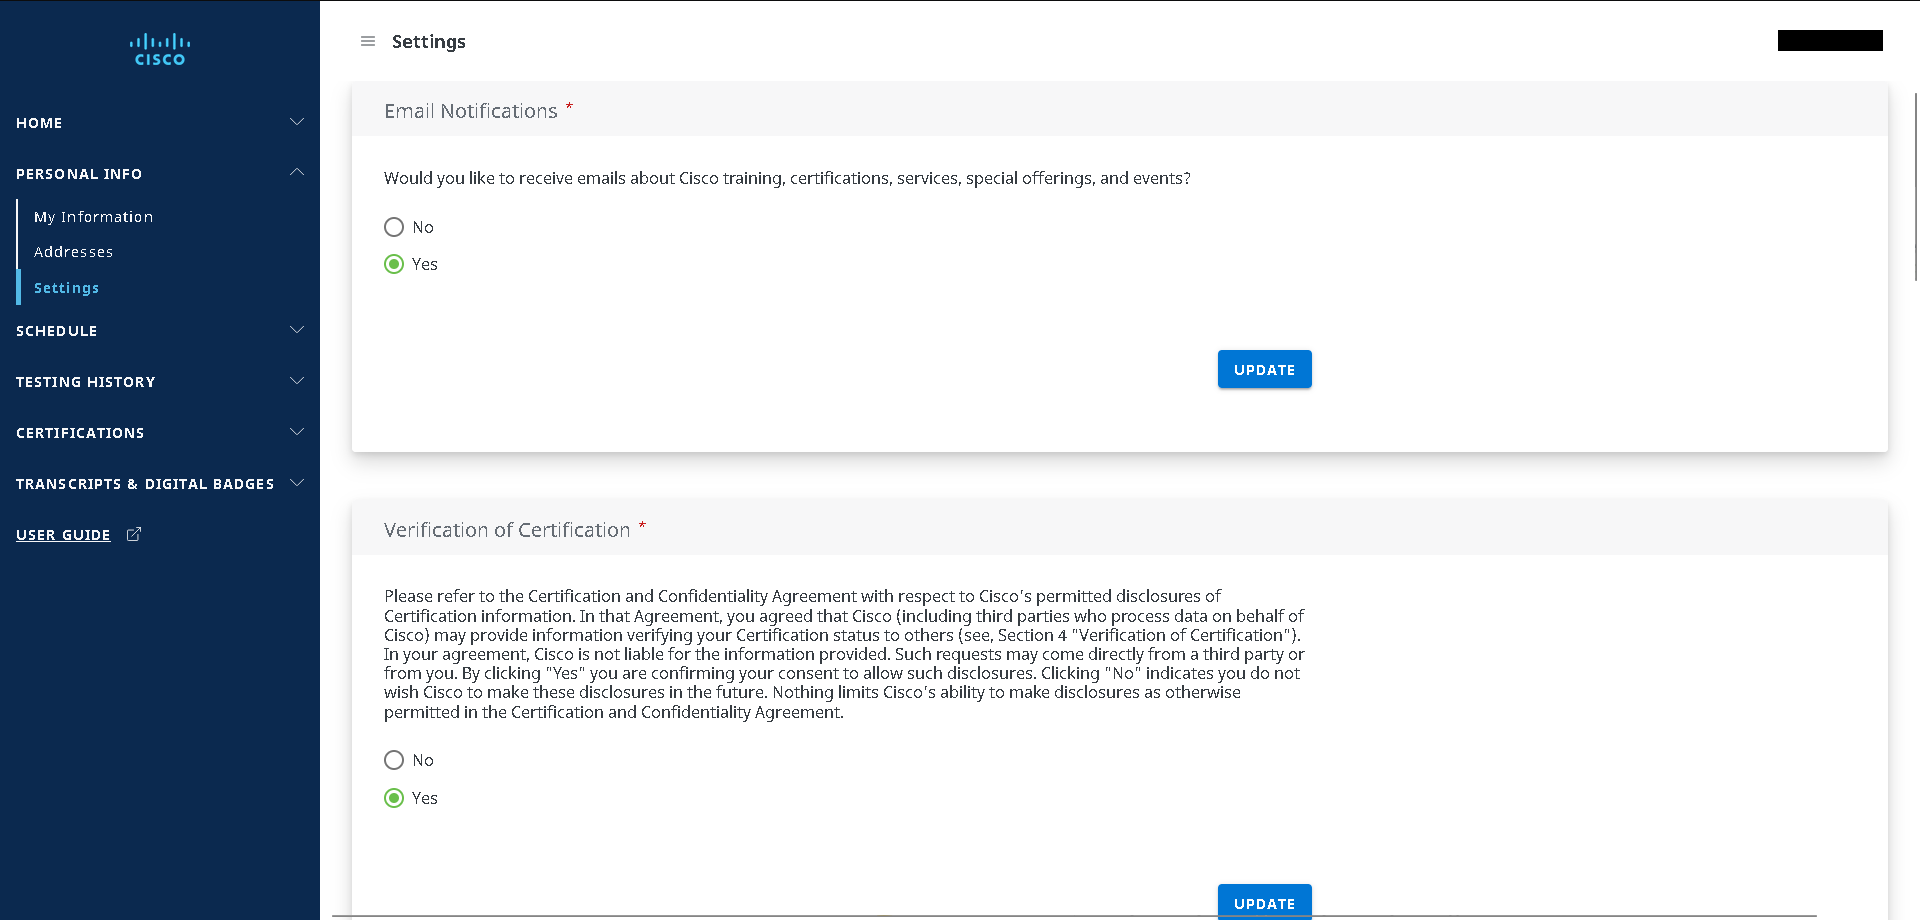 CISCO
HOME
PERSONAL INFO
My Information
Addresses
Settings
SCHEDULE
TESTING HISTORY
CERTIFICATIONS
TRANSCRIPTS & DIGITAL BADGES
USER GUIDE
Settings
Email Notifications *
Would you like to receive emails about Cisco training, certifications, services, special offerings, and events?
No
Yes
UPDATE
Verification of Certification *
Please refer to the Certification and Confidentiality Agreement with respect to Cisco's permitted disclosures of
Certification information. In that Agreement, you agreed that Cisco (including third parties who process data on behalf of
Cisco) may provide information verifying your Certification status to others (see, Section 4 "Verification of Certification").
In your agreement, Cisco is not liable for the information provided. Such requests may come directly from a third party or
from you. By clicking "Yes" you are confirming your consent to allow such disclosures. Clicking "No" indicates you do not
wish Cisco to make these disclosures in the future. Nothing limits Cisco's ability to make disclosures as otherwise
permitted in the Certification and Confidentiality Agreement.
No
Yes
UPDATE